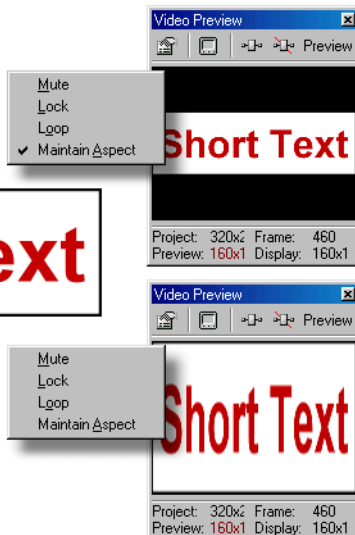 Video Preview
Preview
Mute
Lock
Loop
Maintain Aspect
Short Text
ext
Project: 320x2 Frame: 460
Preview: 160x1 Display: 160x1
Video Preview
Preview
Mute
Lock
Loop
Maintain Aspect
Short Text
Project: 320x2 Frame: 460
Preview: 160x1 Display: 160x1